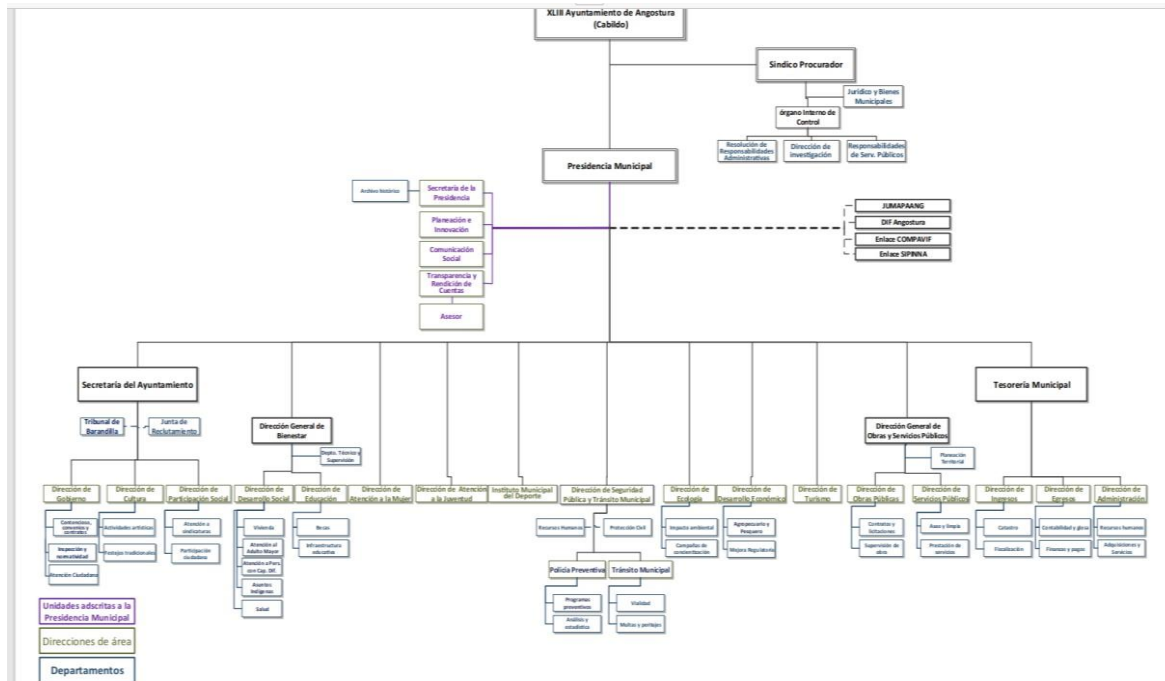 XLIII Ayuntamiento de Angostura
(Cabildo)
Síndico Procurador
Jurídico y Bienes
Municipales
órgano Interno de
Control
Resolución de
Responsabilidades
Administrativas
Dirección de
investigación
Responsabilidades
de Serv. Públicos
Presidencia Municipal
Archivo histórico
Secretaría de la
Presidencia
Planeación e
Innovación
Comunicación
Social
Transparencia y
Rendición de
Cuentas
Asesor
JUMAPAANG
DIF Angostura
Enlace COMPAVIF
Enlace SIPINNA
Secretaría del Ayuntamiento
Tesorería Municipal
Tribunal de
Barandilla
Junta de
Reclutamiento
Dirección General de
Bienestar
Depto. Técnico y
Supervisión
Dirección General de
Obras y Servicios Públicos
Planeación
Territorial
Dirección de
Gobierno
Dirección de
Cultura
Dirección de
Participación Social
Dirección de
Desarrollo Social
Dirección de
Educación
Dirección de
Atención a la Mujer
Dirección de Atención
a la Juventud
Instituto Municipal
del Deporte
Dirección de Seguridad
Pública y Tránsito Municipal
Dirección de
Ecología
Dirección de
Desarrollo Económico
Dirección de
Turismo
Dirección de
Obras Públicas
Dirección de
Servicios Públicos
Dirección de
Ingresos
Dirección de
Egresos
Dirección de
Administración
Contenciosa,
convenios y
contratos
Inspección y
normatividad
Atención Ciudadana
Actividades artísticas
Festejos tradicionales
Atención a
sindicaturas
Participación
ciudadana
Vivienda
Atención al
Adulto Mayor
Atención a Pers.
con Cap. Dif.
Asuntos
Indígenas
Salud
Becas
Infraestructura
educativa
Recursos Humanos
Protección Civil
Policía Preventiva
Tránsito Municipal
Programas
preventivos
Análisis y
estadística
Vialidad
Multas y peritajes
Impacto ambiental
Campañas de
concientización
Agropecuario y
Pesquero
Mejora Regulatoria
Contratos y
licitaciones
Supervisión de
obra
Aseo y limpia
Prestación de
servicios
Catastro
Fiscalización
Contabilidad y glosa
Finanzas y pagos
Recursos humanos
Adquisiciones y
Servicios
Unidades adscritas a la
Presidencia Municipal
Direcciones de área
Departamentos